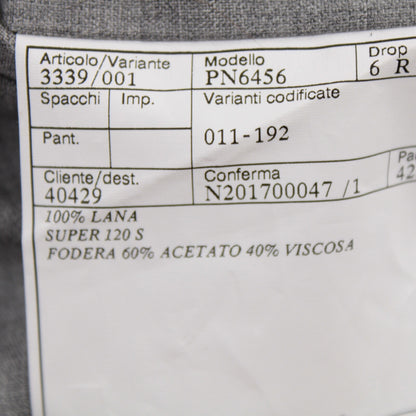 Articolo/Variante Modello Drop
3339/001 PN6456 6 R
Spacchi Imp. Varianti codificate
Pant. 011-192
Cliente/dest. Conferma
40429 N201700047 /1 42
100% LANA
SUPER 120 S
FODERA 60% ACETATO 40% VISCOSA